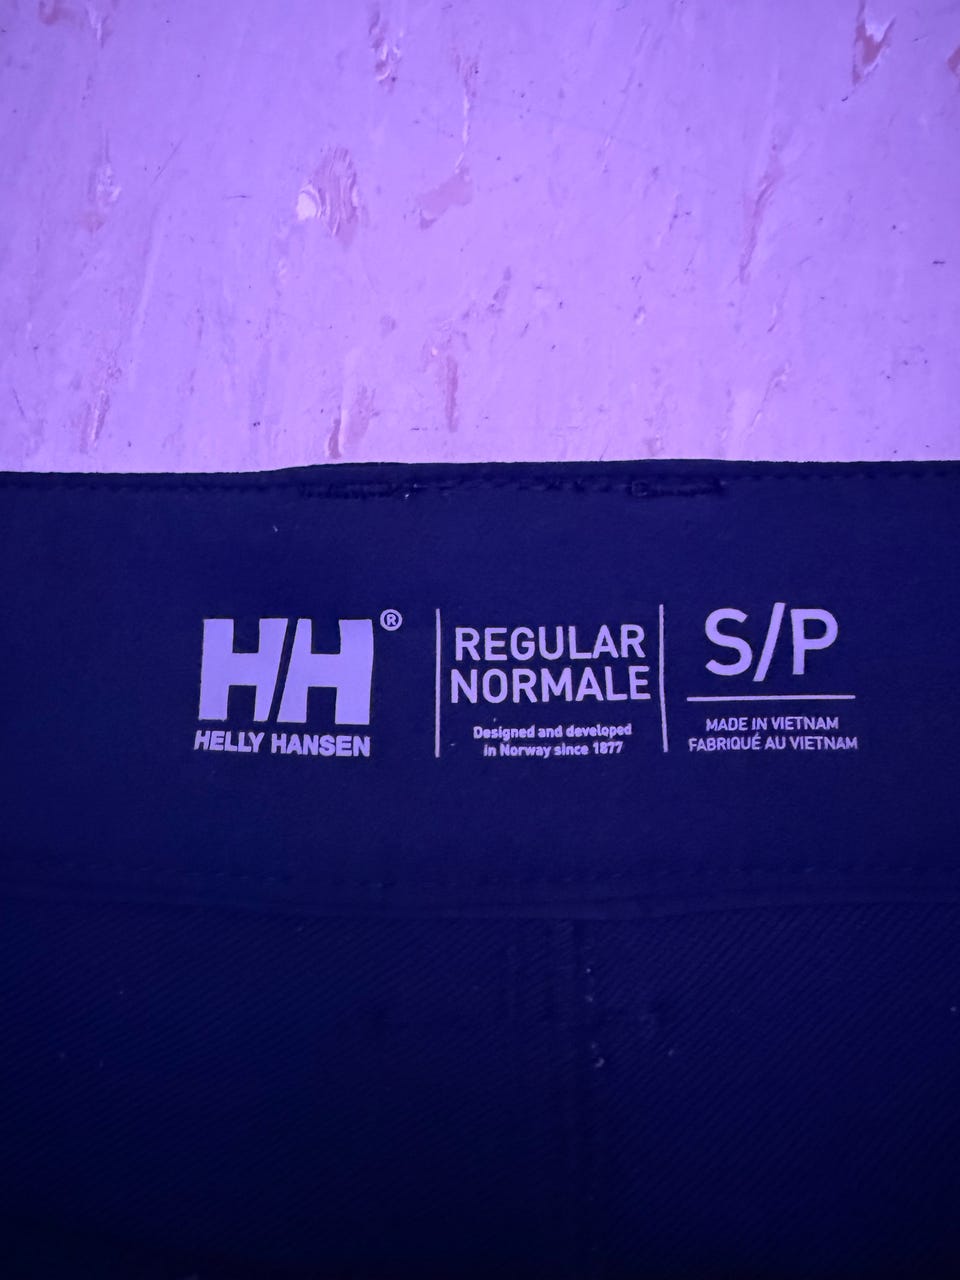 HH®
HELLY HANSEN
REGULAR
NORMALE
Designed and developed
in Norway since 1877
S/P
MADE IN VIETNAM
FABRIQUÉ AU VIETNAM